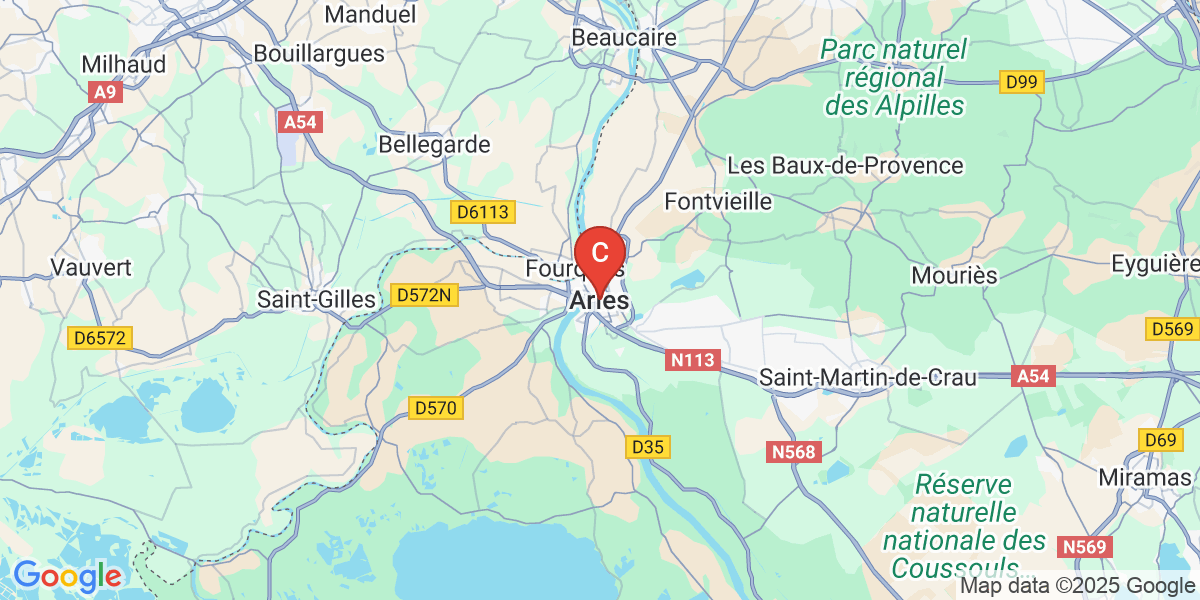 Manduel
Beaucaire
Bouillargues
Milhaud
A9
Parc naturel
régional
des Alpilles
D99
A54
Bellegarde
Les Baux-de-Provence
Fontvieille
D6113
C
Vauvert
Saint-Gilles
D572N
Arles
Mouriès
Eyguière
D6572
D569
N113
Saint-Martin-de-Crau
A54
D570
D35
N568
D69
Miramas
Réserve
naturelle
nationale des
Coussouls...
N569
Google
Map data ©2025 Google